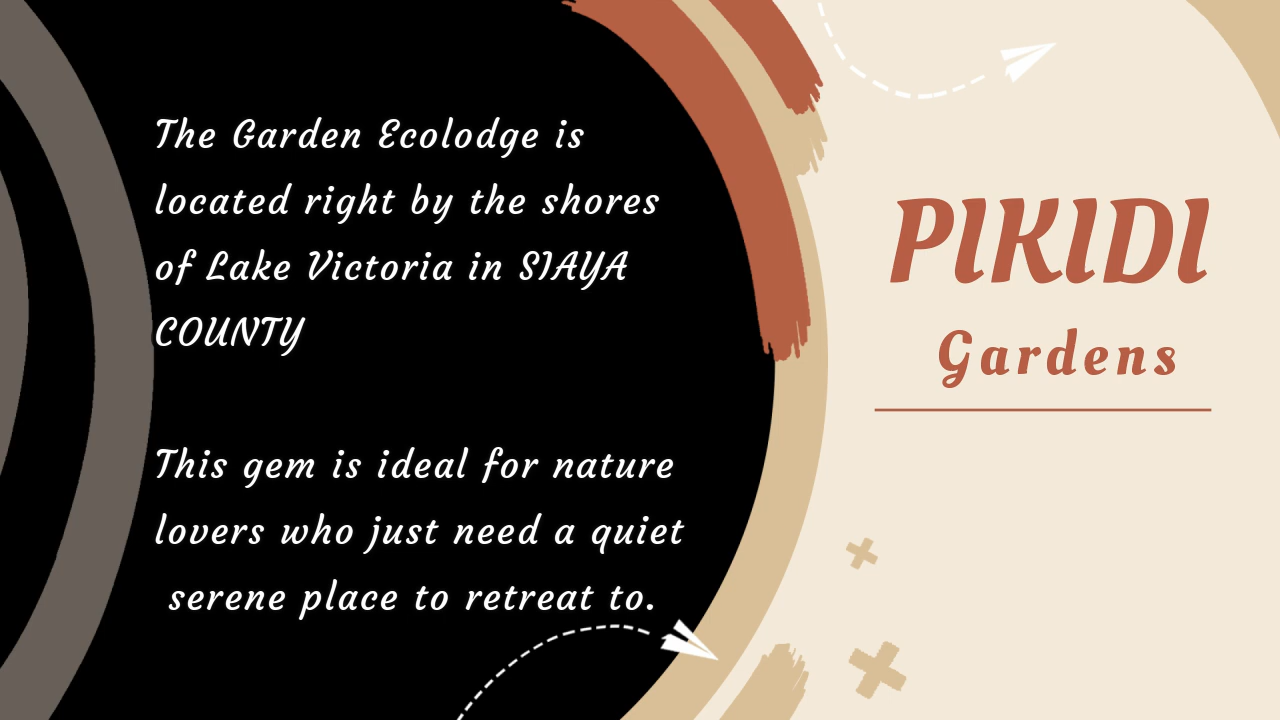 The Garden Ecolodge is
located right by the shores
of Lake Victoria in SIAYA
COUNTY
This gem is ideal for nature
lovers who just need a quiet
serene place to retreat to.
PIKIDI
Gardens